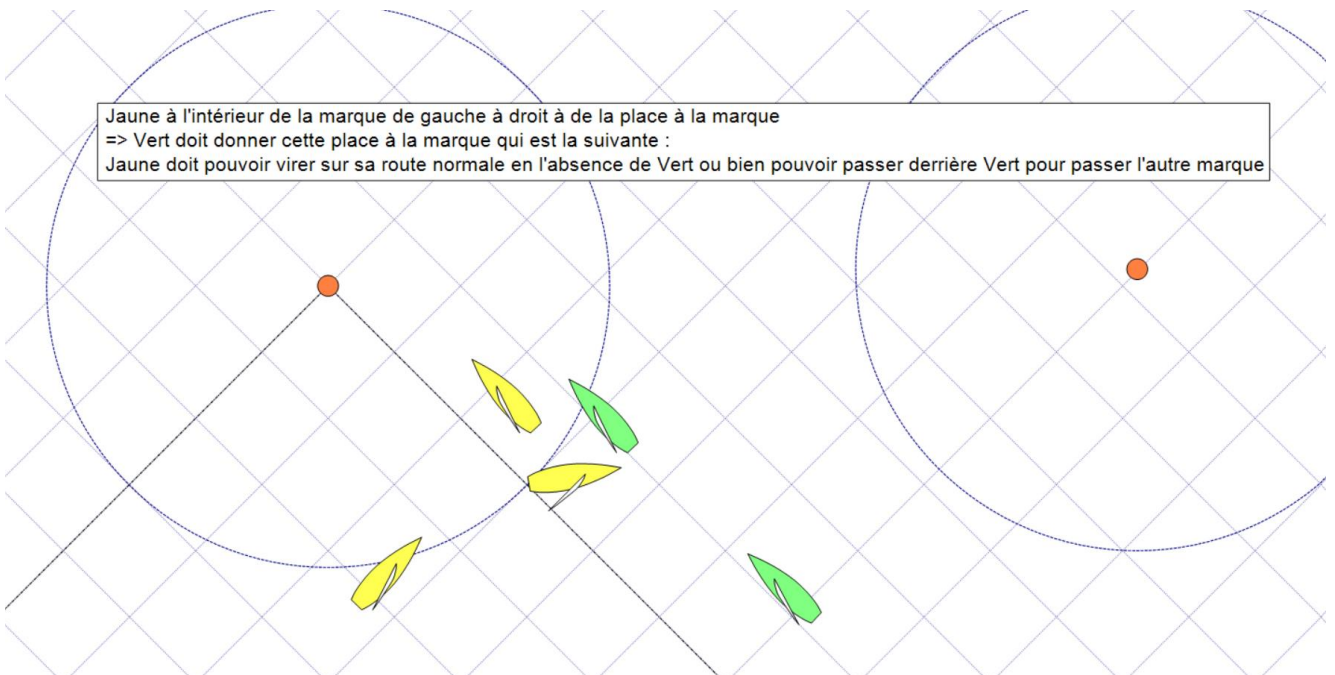 Jaune à l'intérieur de la marque de gauche à droit à de la place à la marque
=> Vert doit donner cette place à la marque qui est la suivante :
Jaune doit pouvoir virer sur sa route normale en l'absence de Vert ou bien pouvoir passer derrière Vert pour passer l'autre marque